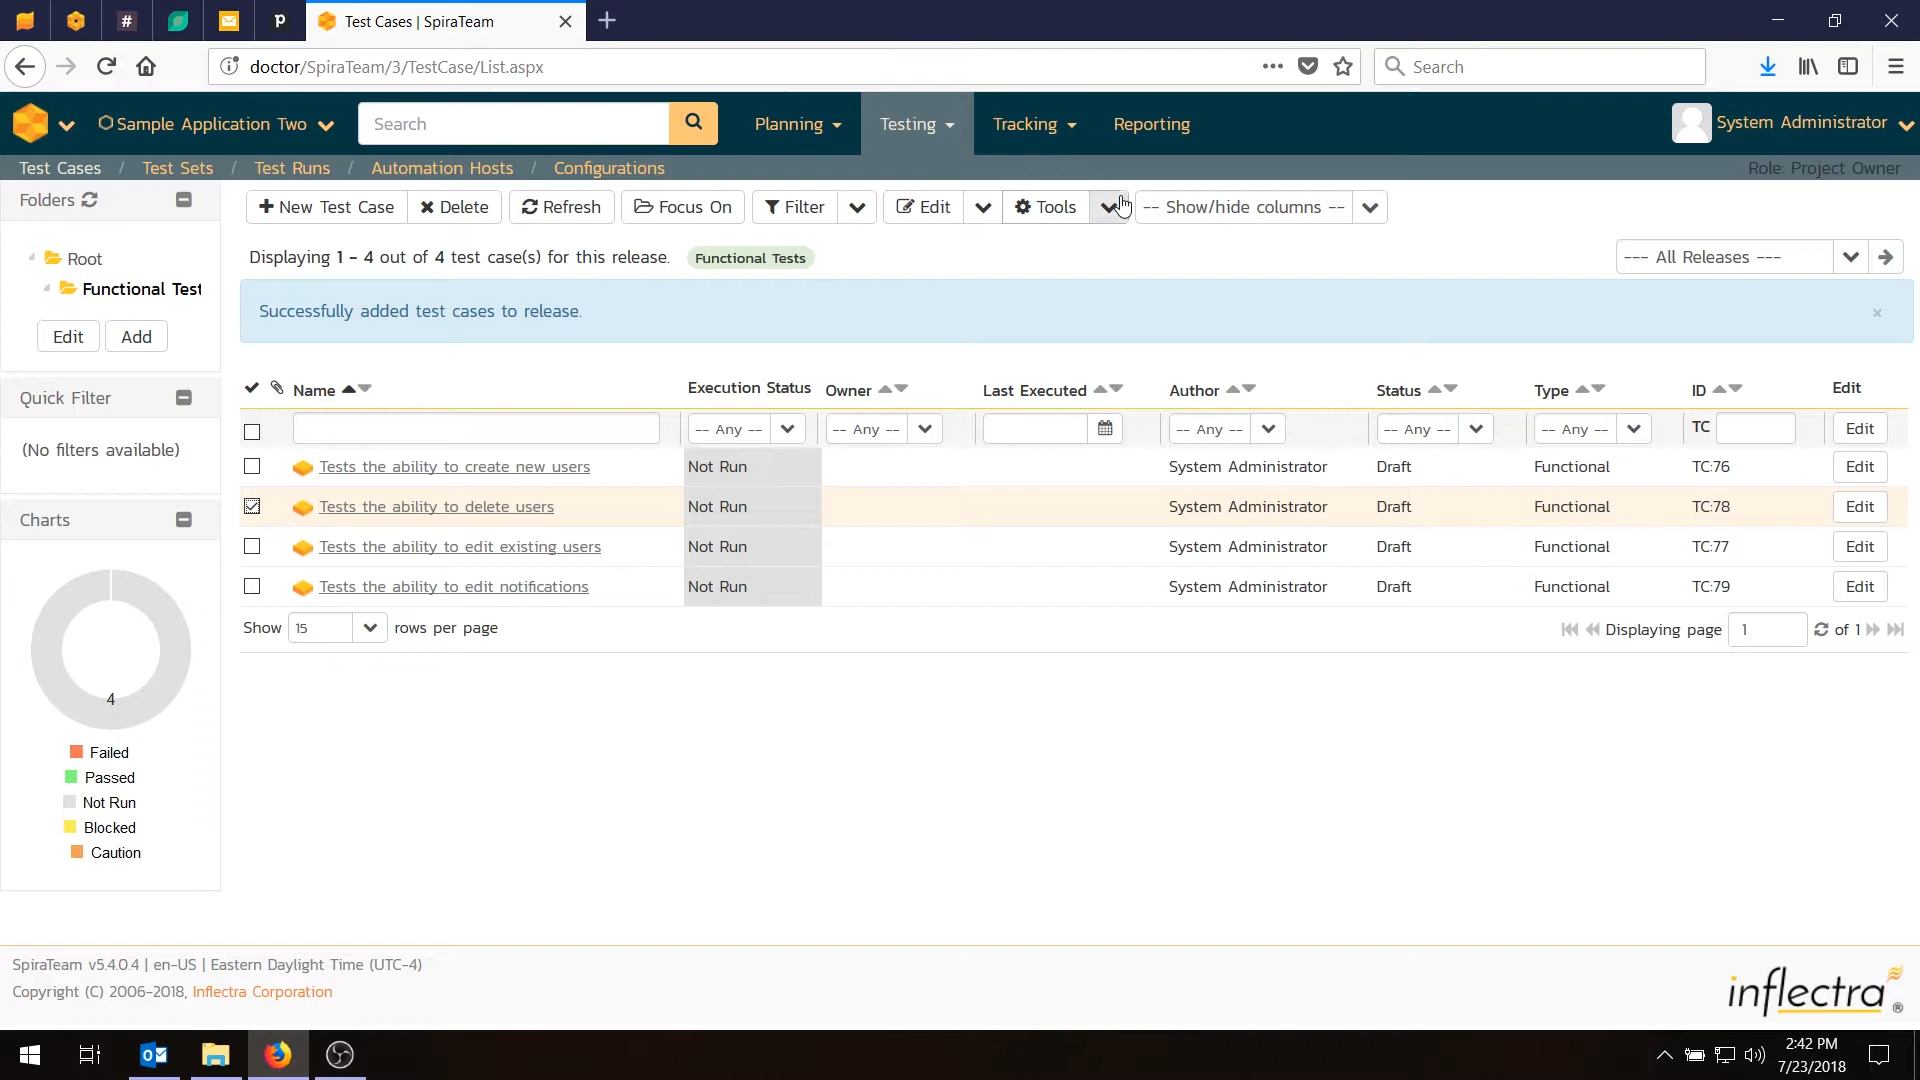 #
p
Test Cases | SpiraTeam
doctor/SpiraTeam/3/TestCase/List.aspx
Search
Sample Application Two
Search
Planning
Testing
Tracking
Reporting
System Administrator
Test Cases / Test Sets / Test Runs / Automation Hosts / Configurations
Role: Project Owner
Folders
New Test Case
Delete
Refresh
Focus On
Filter
Edit
Tools
-- Show/hide columns --
Root
Functional Test
Edit
Add
Displaying 1 - 4 out of 4 test case(s) for this release.
Functional Tests
--- All Releases ---
Successfully added test cases to release.
×
Quick Filter
(No filters available)
Charts
4
Failed
Passed
Not Run
Blocked
Caution
Name Execution Status Owner Last Executed Author Status Type ID Edit
-- Any -- -- Any -- -- Any -- -- Any -- -- Any -- TC Edit
Tests the ability to create new users Not Run System Administrator Draft Functional TC:76 Edit
Tests the ability to delete users Not Run System Administrator Draft Functional TC:78 Edit
Tests the ability to edit existing users Not Run System Administrator Draft Functional TC:77 Edit
Tests the ability to edit notifications Not Run System Administrator Draft Functional TC:79 Edit
Show 15 rows per page
Displaying page 1 of 1
SpiraTeam v5.4.0.4 | en-US | Eastern Daylight Time (UTC-4)
Copyright (C) 2006-2018, Inflectra Corporation
inflectra®
2:42 PM
7/23/2018